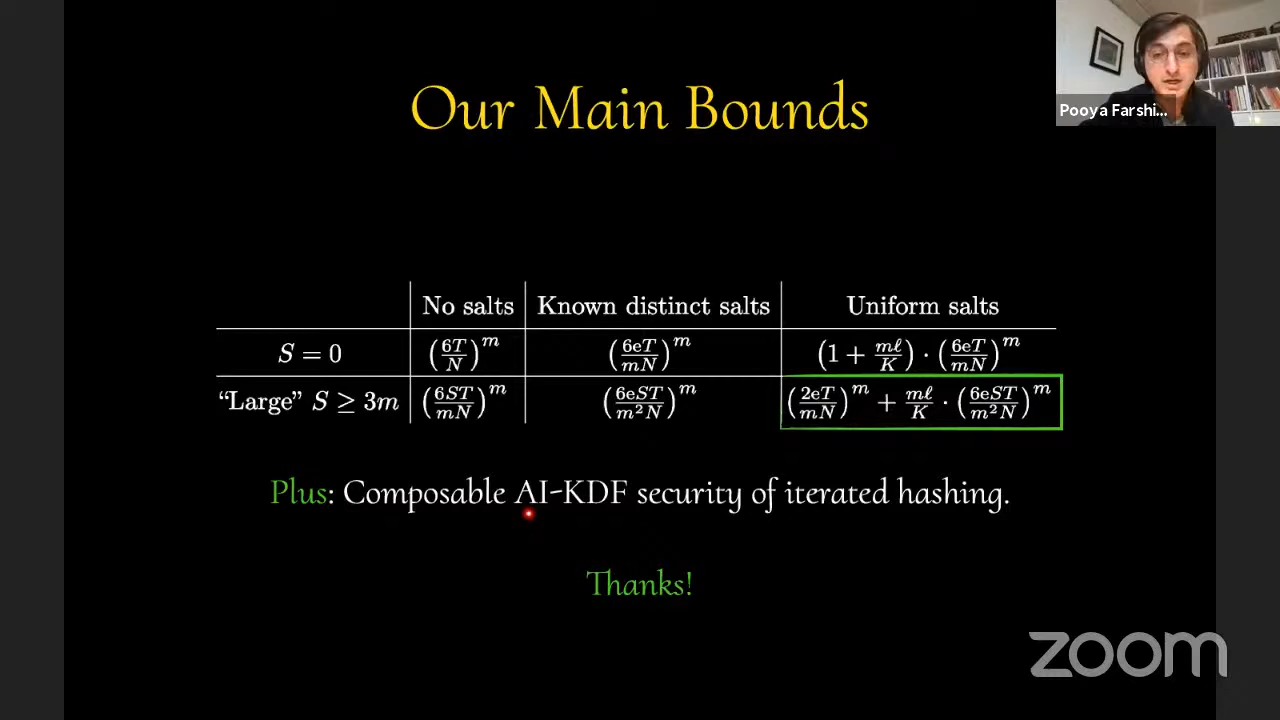 Our Main Bounds
Pooya Farshi...
No salts Known distinct salts Uniform salts
S = 0 (6T/N)^m (6eT/mN)^m (1 + mℓ/K) · (6eT/mN)^m
“Large” S ≥ 3m (6ST/mN)^m (6eST/m²N)^m (2eT/mN)^m + mℓ/K · (6eST/m²N)^m
Plus: Composable AI-KDF security of iterated hashing.
Thanks!
zoom